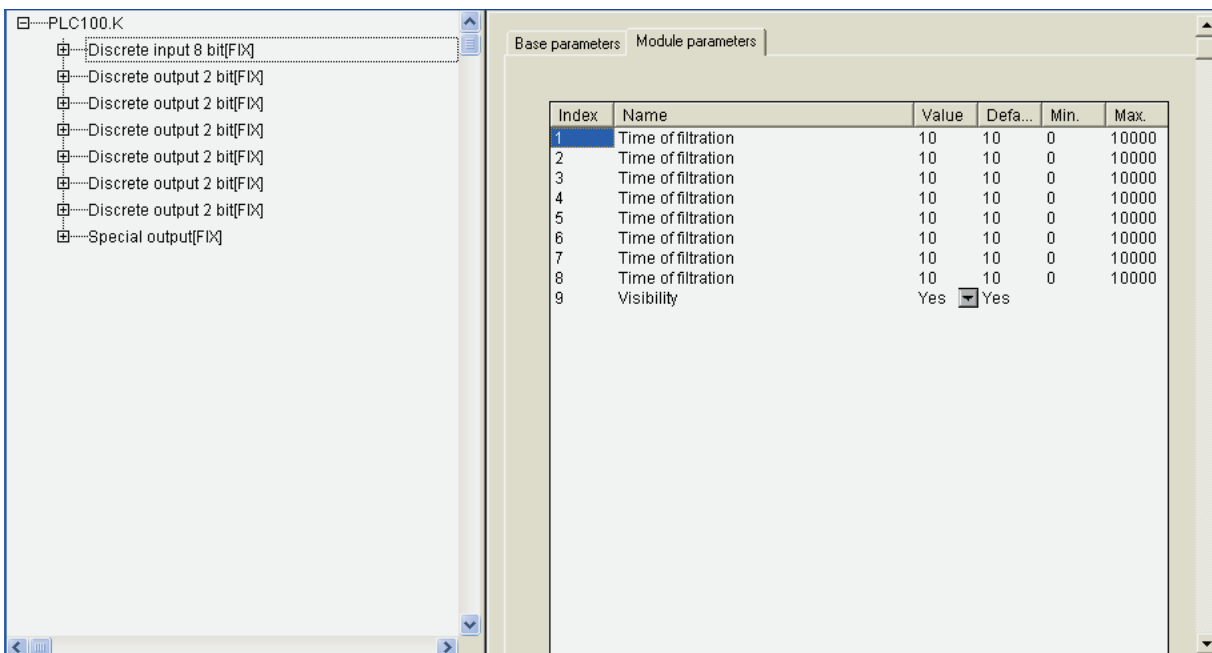 PLC100.K
Discrete input 8 bit[FIX]
Discrete output 2 bit[FIX]
Discrete output 2 bit[FIX]
Discrete output 2 bit[FIX]
Discrete output 2 bit[FIX]
Discrete output 2 bit[FIX]
Discrete output 2 bit[FIX]
Special output[FIX]
Base parameters Module parameters
Index Name Value Defa... Min. Max.
1 Time of filtration 10 10 0 10000
2 Time of filtration 10 10 0 10000
3 Time of filtration 10 10 0 10000
4 Time of filtration 10 10 0 10000
5 Time of filtration 10 10 0 10000
6 Time of filtration 10 10 0 10000
7 Time of filtration 10 10 0 10000
8 Time of filtration 10 10 0 10000
9 Visibility Yes Yes